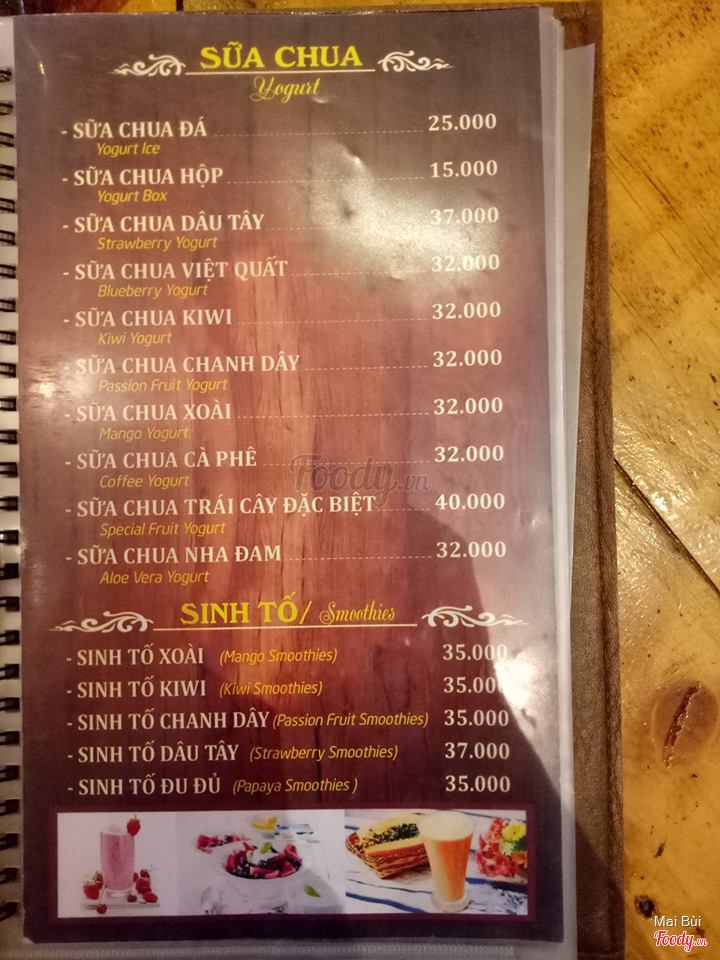 SỮA CHUA
Yogurt
- SỮA CHUA ĐÁ 25.000
Yogurt Ice
- SỮA CHUA HỘP 15.000
Yogurt Box
- SỮA CHUA DÂU TÂY 37.000
Strawberry Yogurt
- SỮA CHUA VIỆT QUẤT 32.000
Blueberry Yogurt
- SỮA CHUA KIWI 32.000
Kiwi Yogurt
- SỮA CHUA CHANH DÂY 32.000
Passion Fruit Yogurt
- SỮA CHUA XOÀI 32.000
Mango Yogurt
- SỮA CHUA CÀ PHÊ 32.000
Coffee Yogurt
Foody.vn
- SỮA CHUA TRÁI CÂY ĐẶC BIỆT 40.000
Special Fruit Yogurt
- SỮA CHUA NHA ĐAM 32.000
Aloe Vera Yogurt
SINH TỐ/ Smoothies
- SINH TỐ XOÀI (Mango Smoothies) 35.000
- SINH TỐ KIWI (Kiwi Smoothies) 35.000
- SINH TỐ CHANH DÂY (Passion Fruit Smoothies) 35.000
- SINH TỐ DÂU TÂY (Strawberry Smoothies) 37.000
- SINH TỐ ĐU ĐỦ (Papaya Smoothies ) 35.000
Mai Bùi
Foody.vn